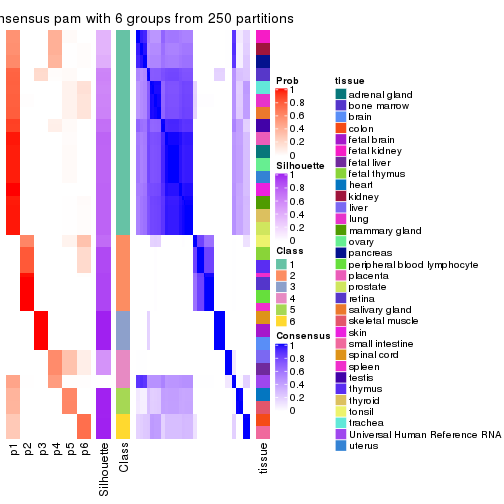 nsensus pam with 6 groups from 250 partitions
Prob
1
0.8
0.6
0.4
0.2
0
Silhouette
1
0.8
0.6
0.4
0.2
0
Class
1
2
3
4
5
6
Consensus
1
0.8
0.6
0.4
0.2
0
tissue
adrenal gland
bone marrow
brain
colon
fetal brain
fetal kidney
fetal liver
fetal thymus
heart
kidney
liver
lung
mammary gland
ovary
pancreas
peripheral blood lymphocyte
placenta
prostate
retina
salivary gland
skeletal muscle
skin
small intestine
spinal cord
spleen
testis
thymus
thyroid
tonsil
trachea
Universal Human Reference RNA
uterus
p1
p2
p3
p4
p5
p6
Silhouette
Class
tissue